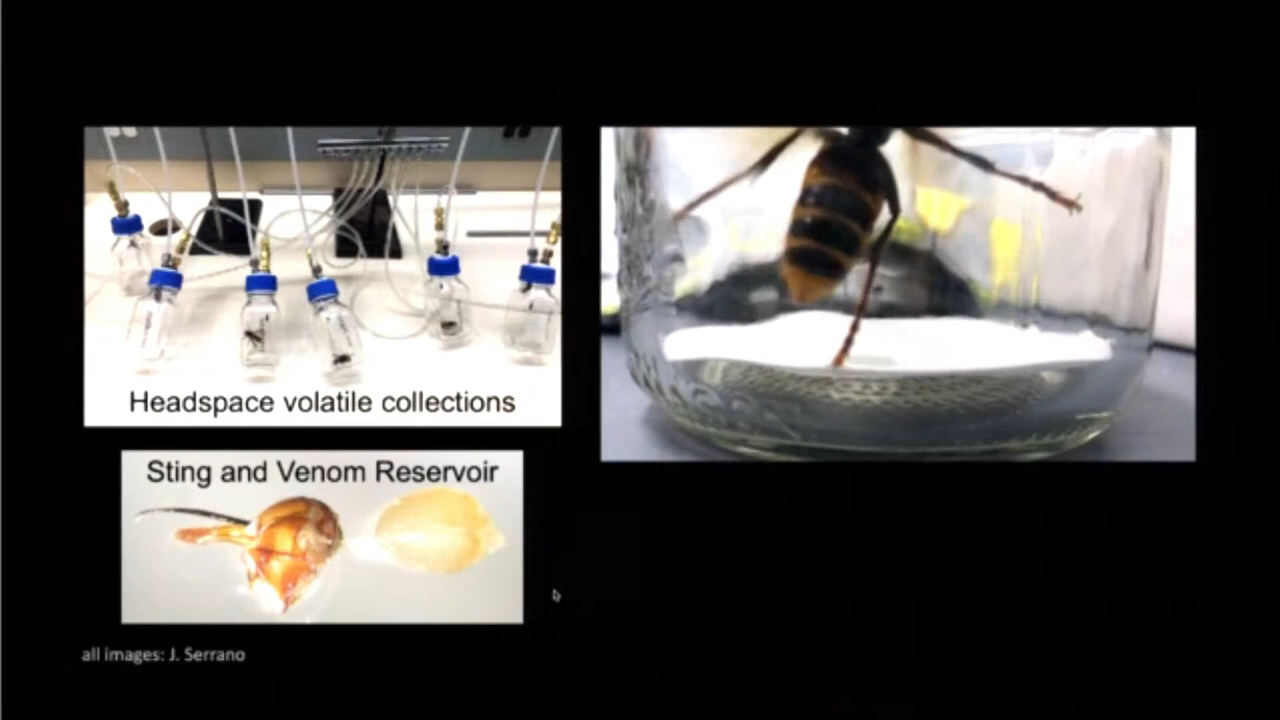 Headspace volatile collections
Sting and Venom Reservoir
all images: J. Serrano